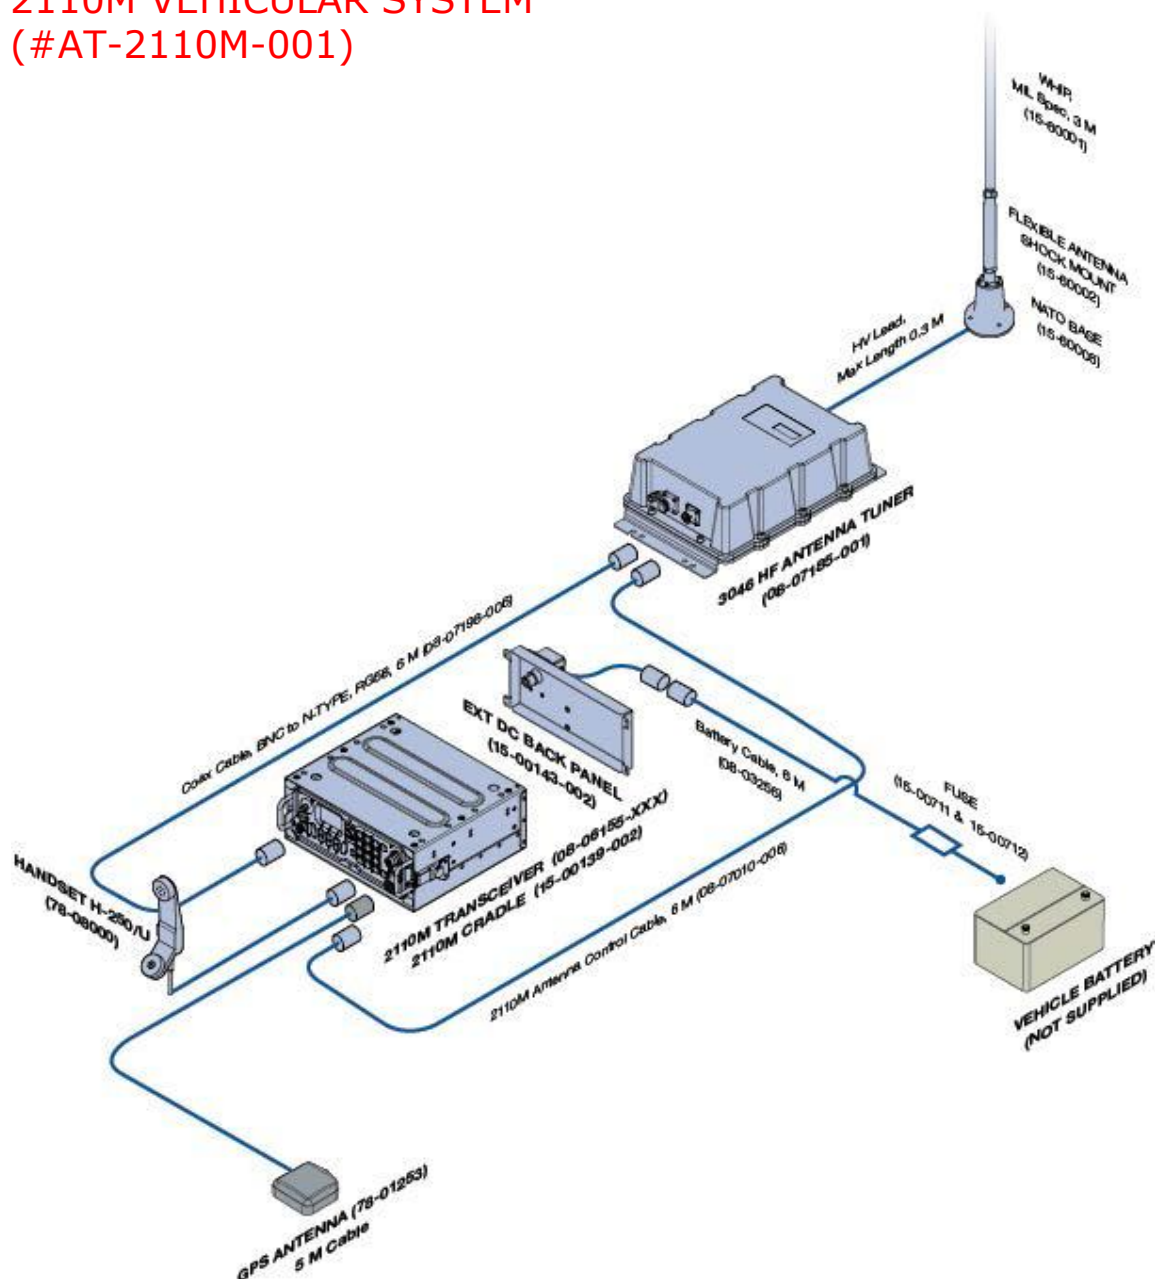 2110M VEHICULAR SYSTEM
(#AT-2110M-001)
WHIP,
MIL Spec, 3 M
(15-60001)
FLEXIBLE ANTENNA
SHOCK MOUNT
(15-60002)
NATO BASE
(15-60006)
HV Lead,
Max Length 0.3 M
3046 HF ANTENNA TUNER
(08-07185-001)
Coax Cable, BNC to N-TYPE, RG58, 6 M (08-07198-006)
EXT DC BACK PANEL
(15-00143-002)
Battery Cable, 6 M
(08-03256)
FUSE
(15-00711 & 15-00712)
HANDSET H-250/U
(78-08000)
2110M TRANSCEIVER (08-06155-XXX)
2110M CRADLE (15-00139-002)
2110M Antenna Control Cable, 6 M (08-07010-006)
VEHICLE BATTERY
(NOT SUPPLIED)
GPS ANTENNA (78-01253)
5 M Cable